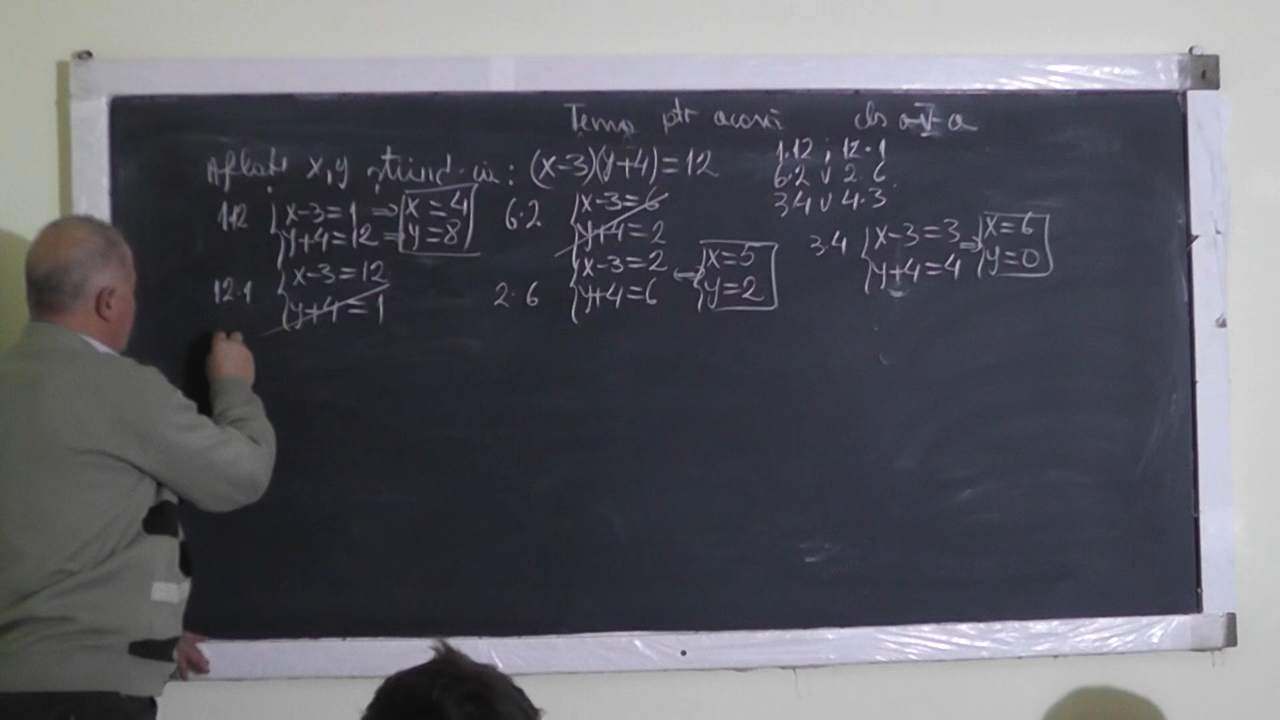 Tema ptr acasă cls a V-a
Aflați x,y știind că: (x-3)(y+4)=12
1·12 ; 12·1
6·2 v 2·6
3·4 v 4·3
1·12 { x-3=1 ⇒ { x=4
y+4=12 ⇒ y=8
12·1 { x-3=12
y+4=1
6·2 { x-3=6
y+4=2
2·6 { x-3=2 ⇒ { x=5
y+4=6 y=2
3·4 { x-3=3 ⇒ { x=6
y+4=4 y=0